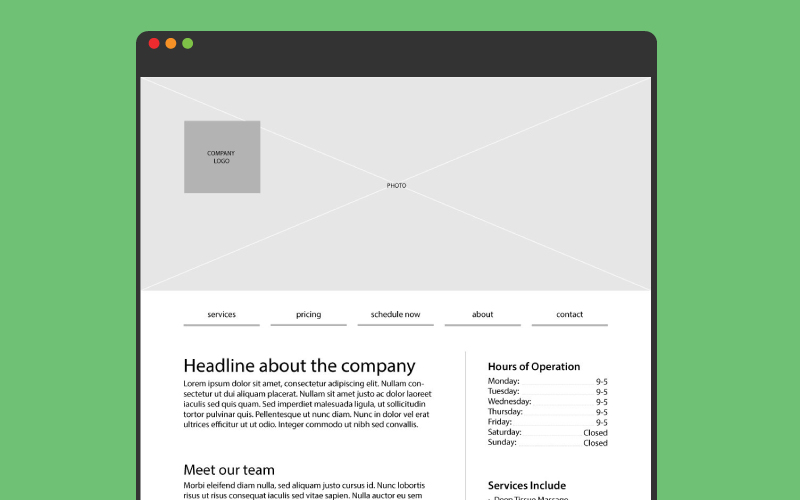 COMPANY
LOGO
PHOTO
services pricing schedule now about contact
Headline about the company
Lorem ipsum dolor sit amet, consectetur adipiscing elit. Nullam con-
sectetur ut dui aliquam placerat. Nullam sit amet justo ac dolor laoreet
iaculis sed quis quam. Sed imperdiet malesuada ligula, ut sollicitudin
tortor pulvinar quis. Pellentesque ut nunc diam. Nunc in dolor vel erat
ultrices efficitur ut ut odio. Integer commodo ut nibh sed convallis.
Meet our team
Morbi eleifend diam nulla, sed aliquam justo cursus id. Nunc lobortis
risus ut risus consequat iaculis sed vitae sapien. Nulla auctor eu sem
Hours of Operation
Monday: 9-5
Tuesday: 9-5
Wednesday: 9-5
Thursday: 9-5
Friday: 9-5
Saturday: Closed
Sunday: Closed
Services Include
- Deep Tissue Massage